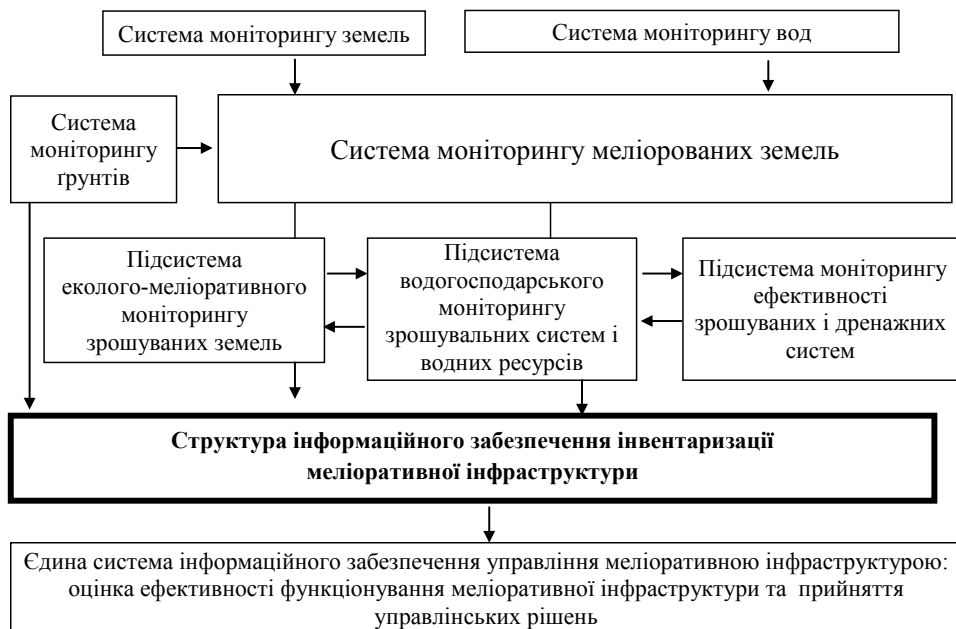 Система моніторингу земель
Система моніторингу вод
Система
моніторингу
ґрунтів
Система моніторингу меліорованих земель
Підсистема
еколого-меліоративного
моніторингу
зрошуваних земель
Підсистема
водогосподарського
моніторингу
зрошувальних систем і
водних ресурсів
Підсистема моніторингу
ефективності
зрошуваних і дренажних
систем
Структура інформаційного забезпечення інвентаризації
меліоративної інфраструктури
Єдина система інформаційного забезпечення управління меліоративною інфраструктурою:
оцінка ефективності функціонування меліоративної інфраструктури та прийняття
управлінських рішень